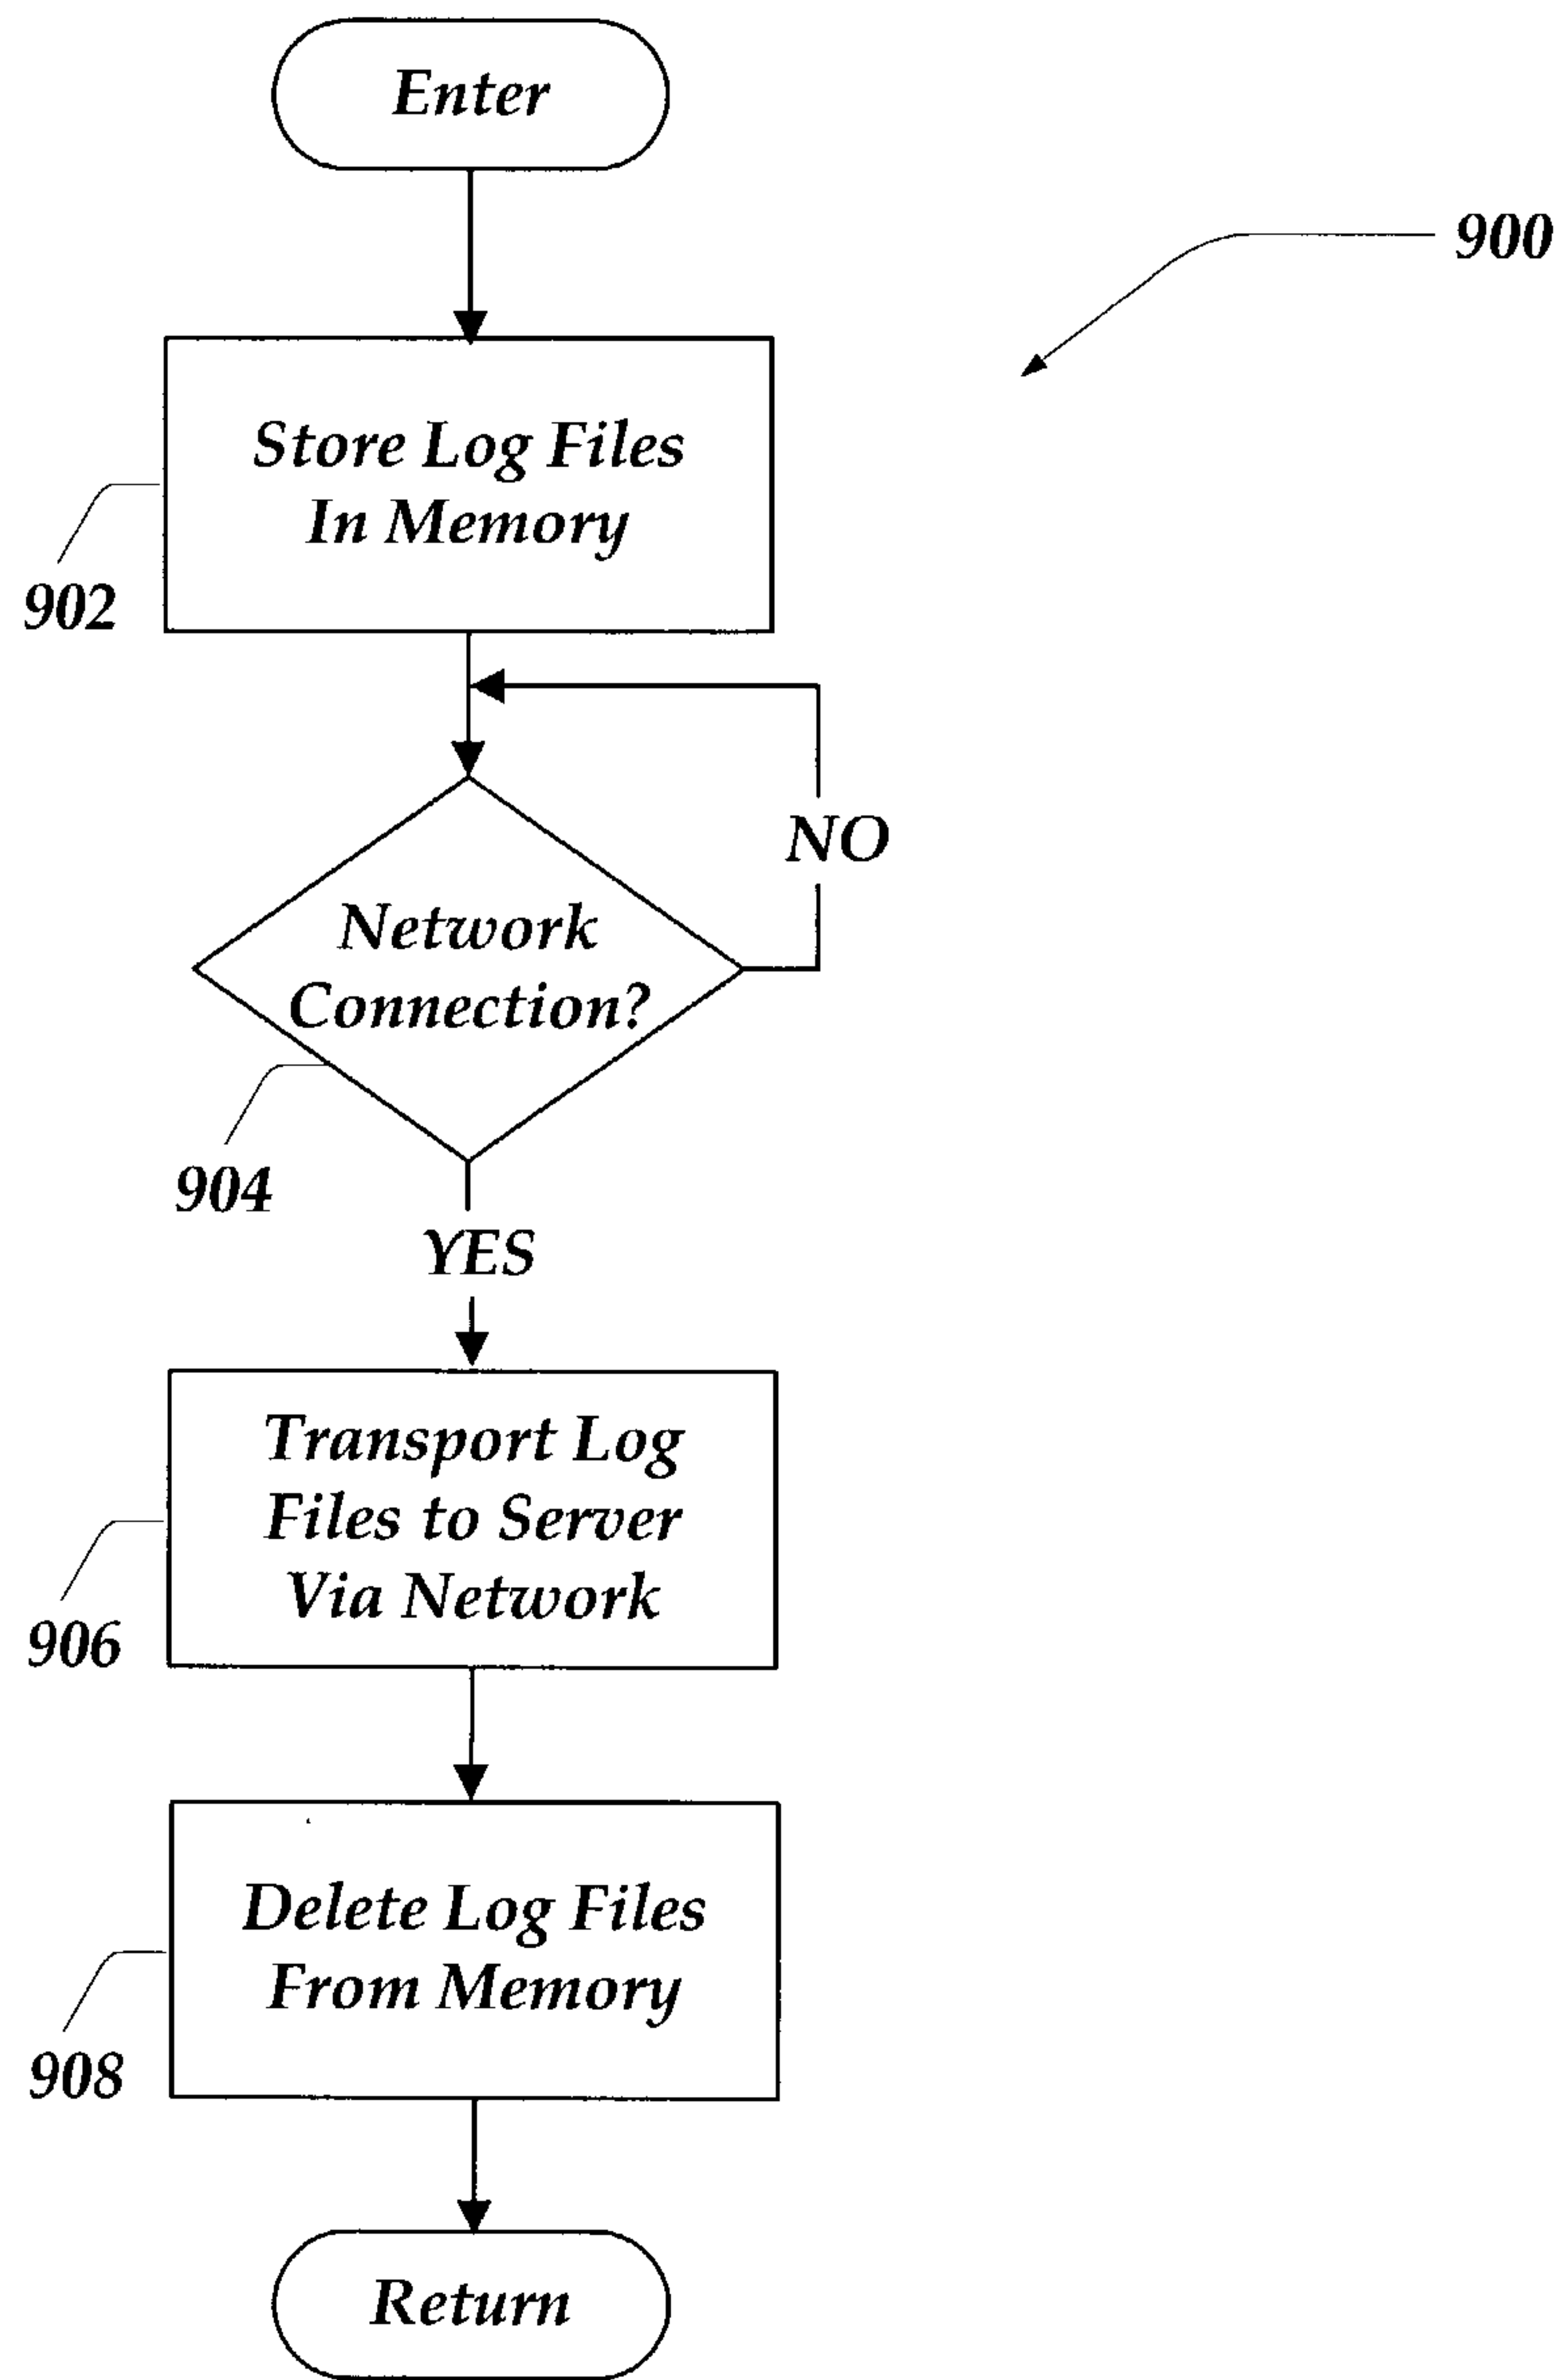 Enter
900
Store Log Files
In Memory
902
NO
Network
Connection?
904
YES
Transport Log
Files to Server
Via Network
906
Delete Log Files
From Memory
908
Return